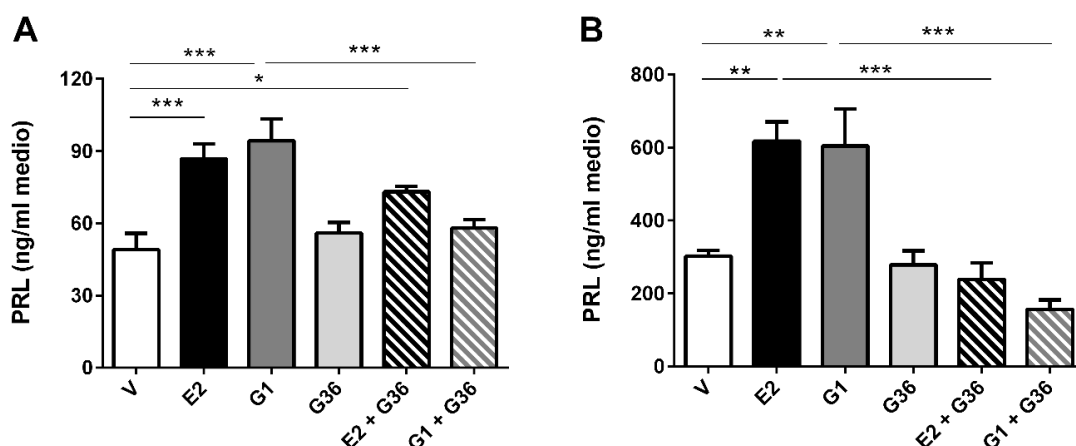 A
***
***
*
***
PRL (ng/ml medio)
120
90
60
30
0
V
E2
G1
G36
E2 + G36
G1 + G36
B
**
***
**
***
PRL (ng/ml medio)
800
600
400
200
0
V
E2
G1
G36
E2 + G36
G1 + G36